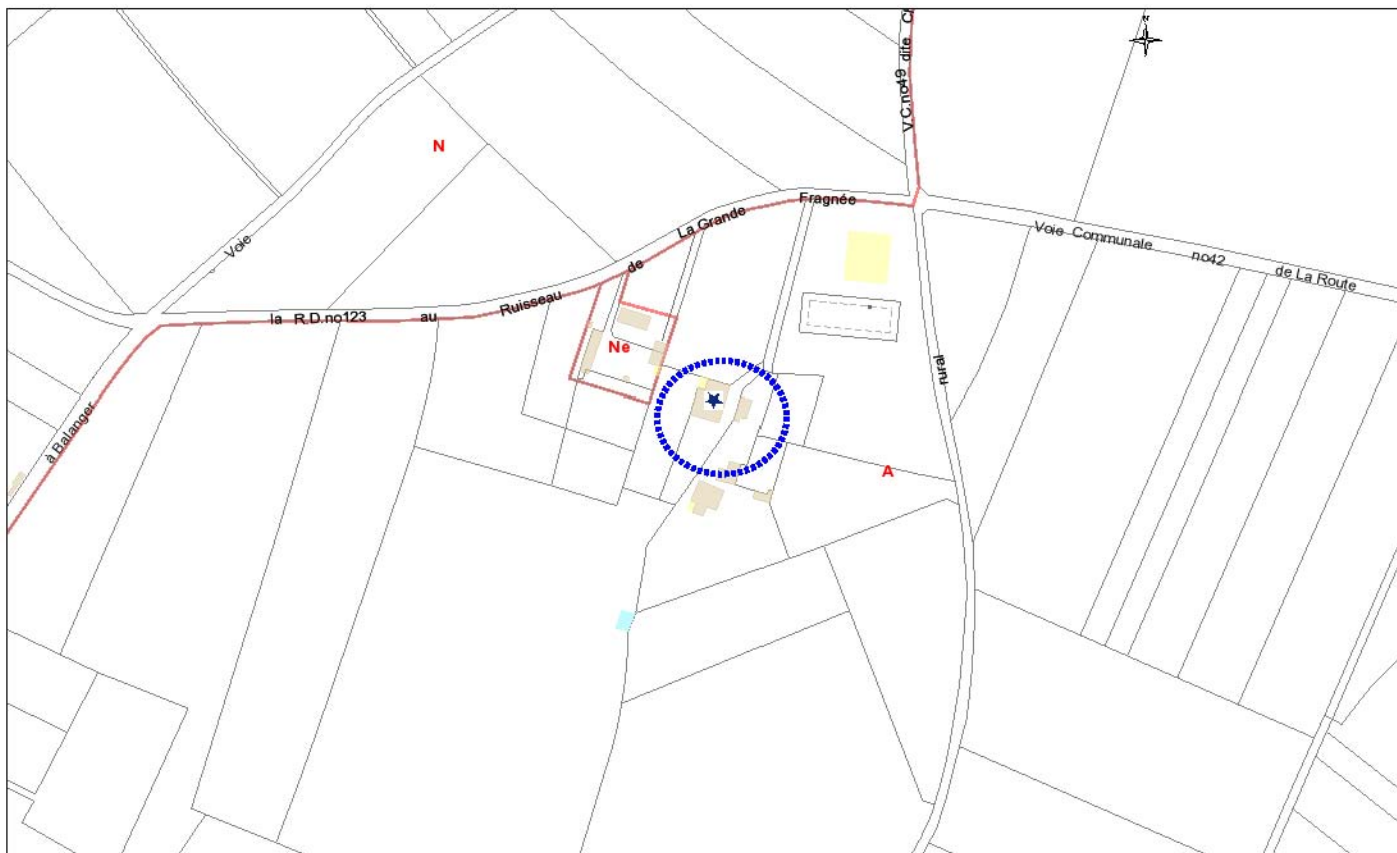 V.C.no49 dite
N
Voie
La Grande
Fragnée
Voie Communale
no42
de La Route
de
la R.D.no123
au
Ruisseau
Ne
rural
à Balanger
A